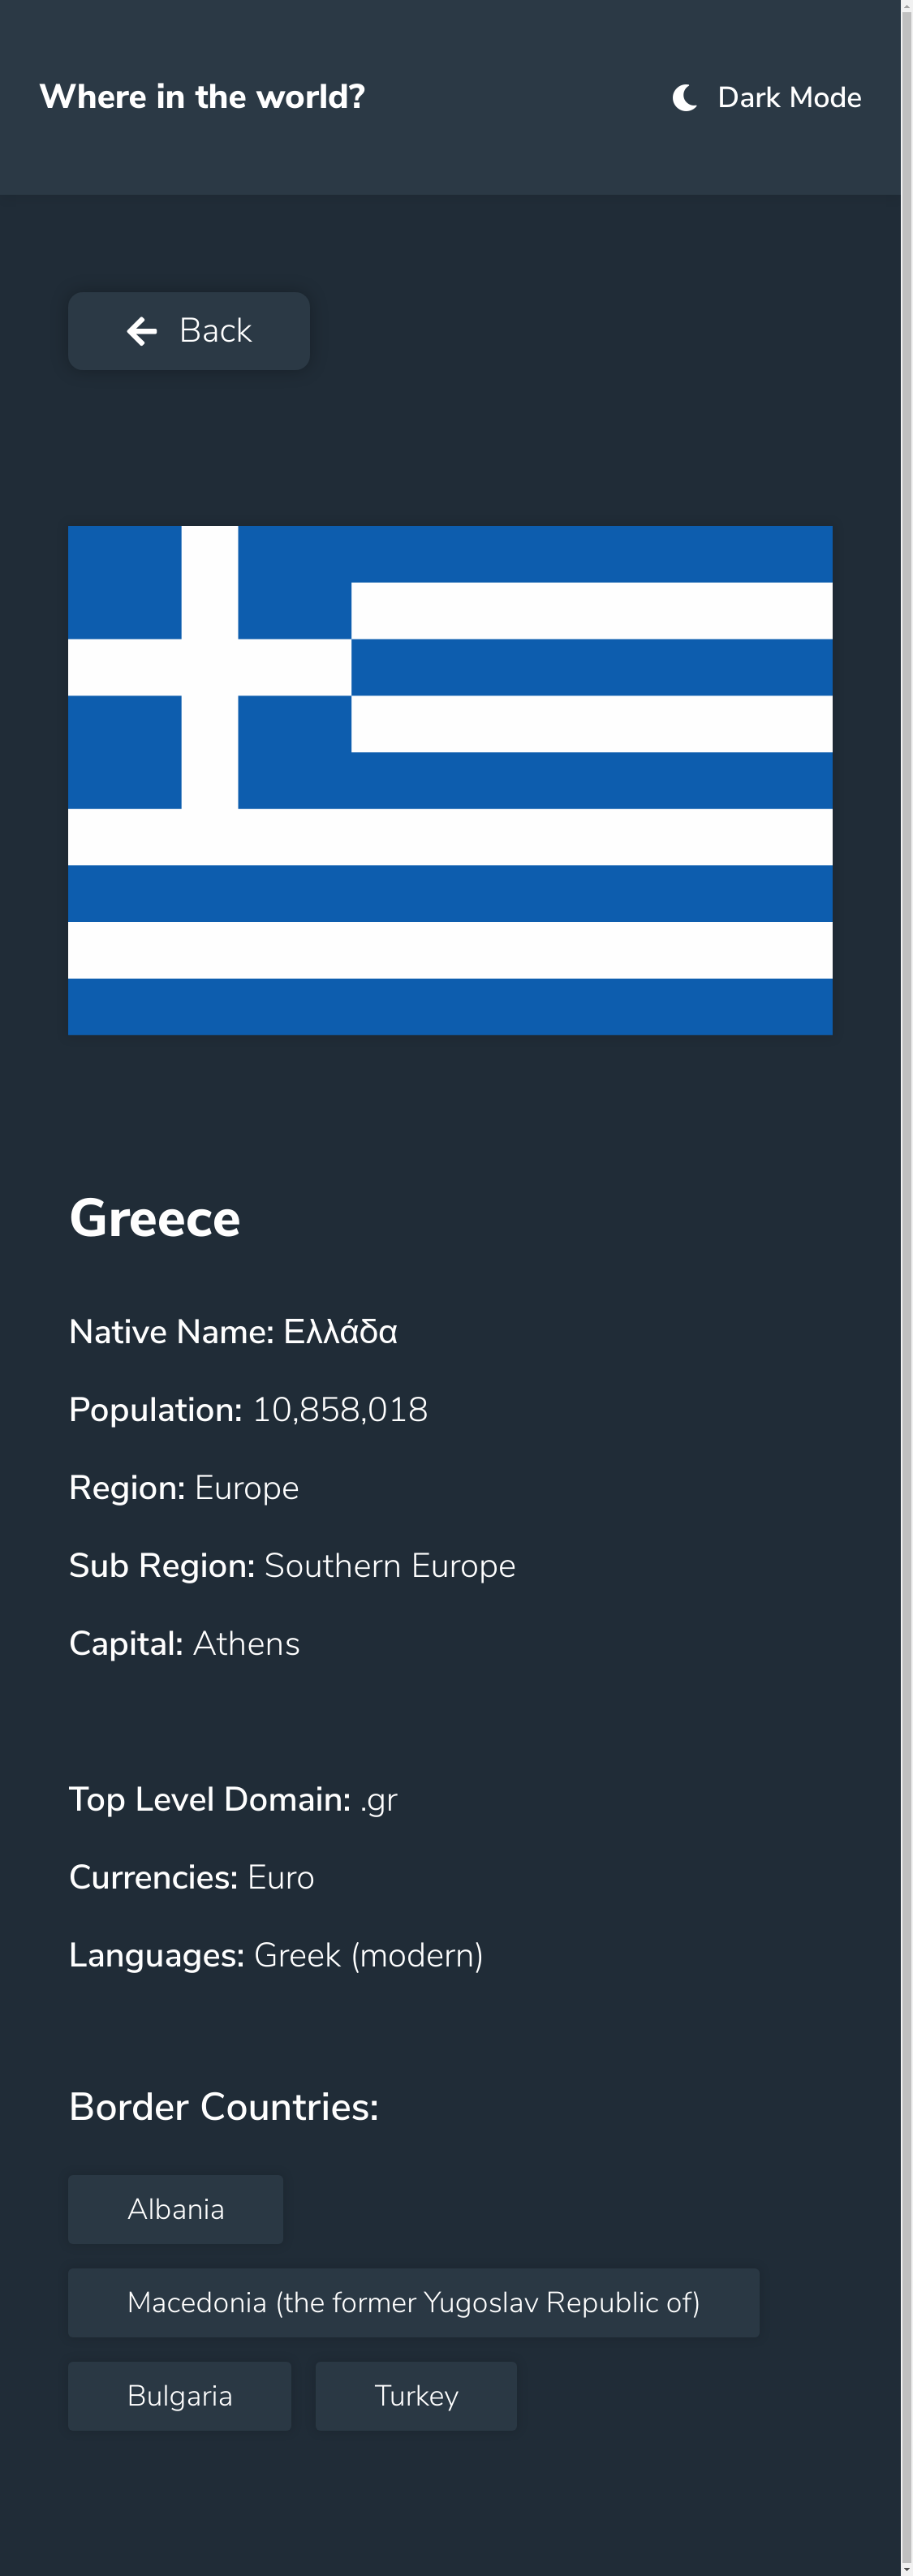 Where in the world?
Dark Mode
Back
Greece
Native Name: Ελλάδα
Population: 10,858,018
Region: Europe
Sub Region: Southern Europe
Capital: Athens
Top Level Domain: .gr
Currencies: Euro
Languages: Greek (modern)
Border Countries:
Albania
Macedonia (the former Yugoslav Republic of)
Bulgaria
Turkey